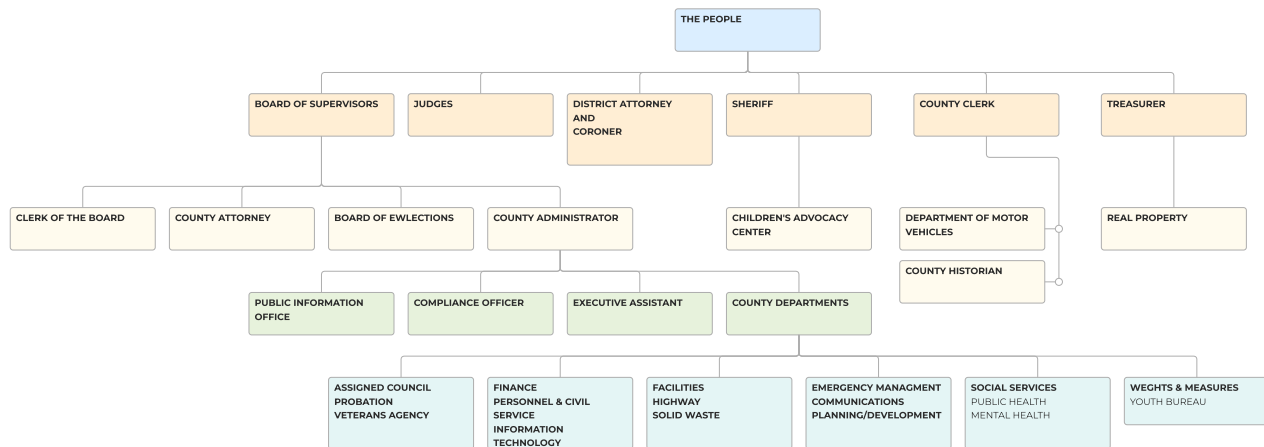 THE PEOPLE
BOARD OF SUPERVISORS
JUDGES
DISTRICT ATTORNEY
AND
CORONER
SHERIFF
COUNTY CLERK
TREASURER
CLERK OF THE BOARD
COUNTY ATTORNEY
BOARD OF EWLECTIONS
COUNTY ADMINISTRATOR
CHILDREN'S ADVOCACY
CENTER
DEPARTMENT OF MOTOR
VEHICLES
REAL PROPERTY
COUNTY HISTORIAN
PUBLIC INFORMATION
OFFICE
COMPLIANCE OFFICER
EXECUTIVE ASSISTANT
COUNTY DEPARTMENTS
ASSIGNED COUNCIL
PROBATION
VETERANS AGENCY
FINANCE
PERSONNEL & CIVIL
SERVICE
INFORMATION
TECHNOLOGY
FACILITIES
HIGHWAY
SOLID WASTE
EMERGENCY MANAGMENT
COMMUNICATIONS
PLANNING/DEVELOPMENT
SOCIAL SERVICES
PUBLIC HEALTH
MENTAL HEALTH
WEGHTS & MEASURES
YOUTH BUREAU